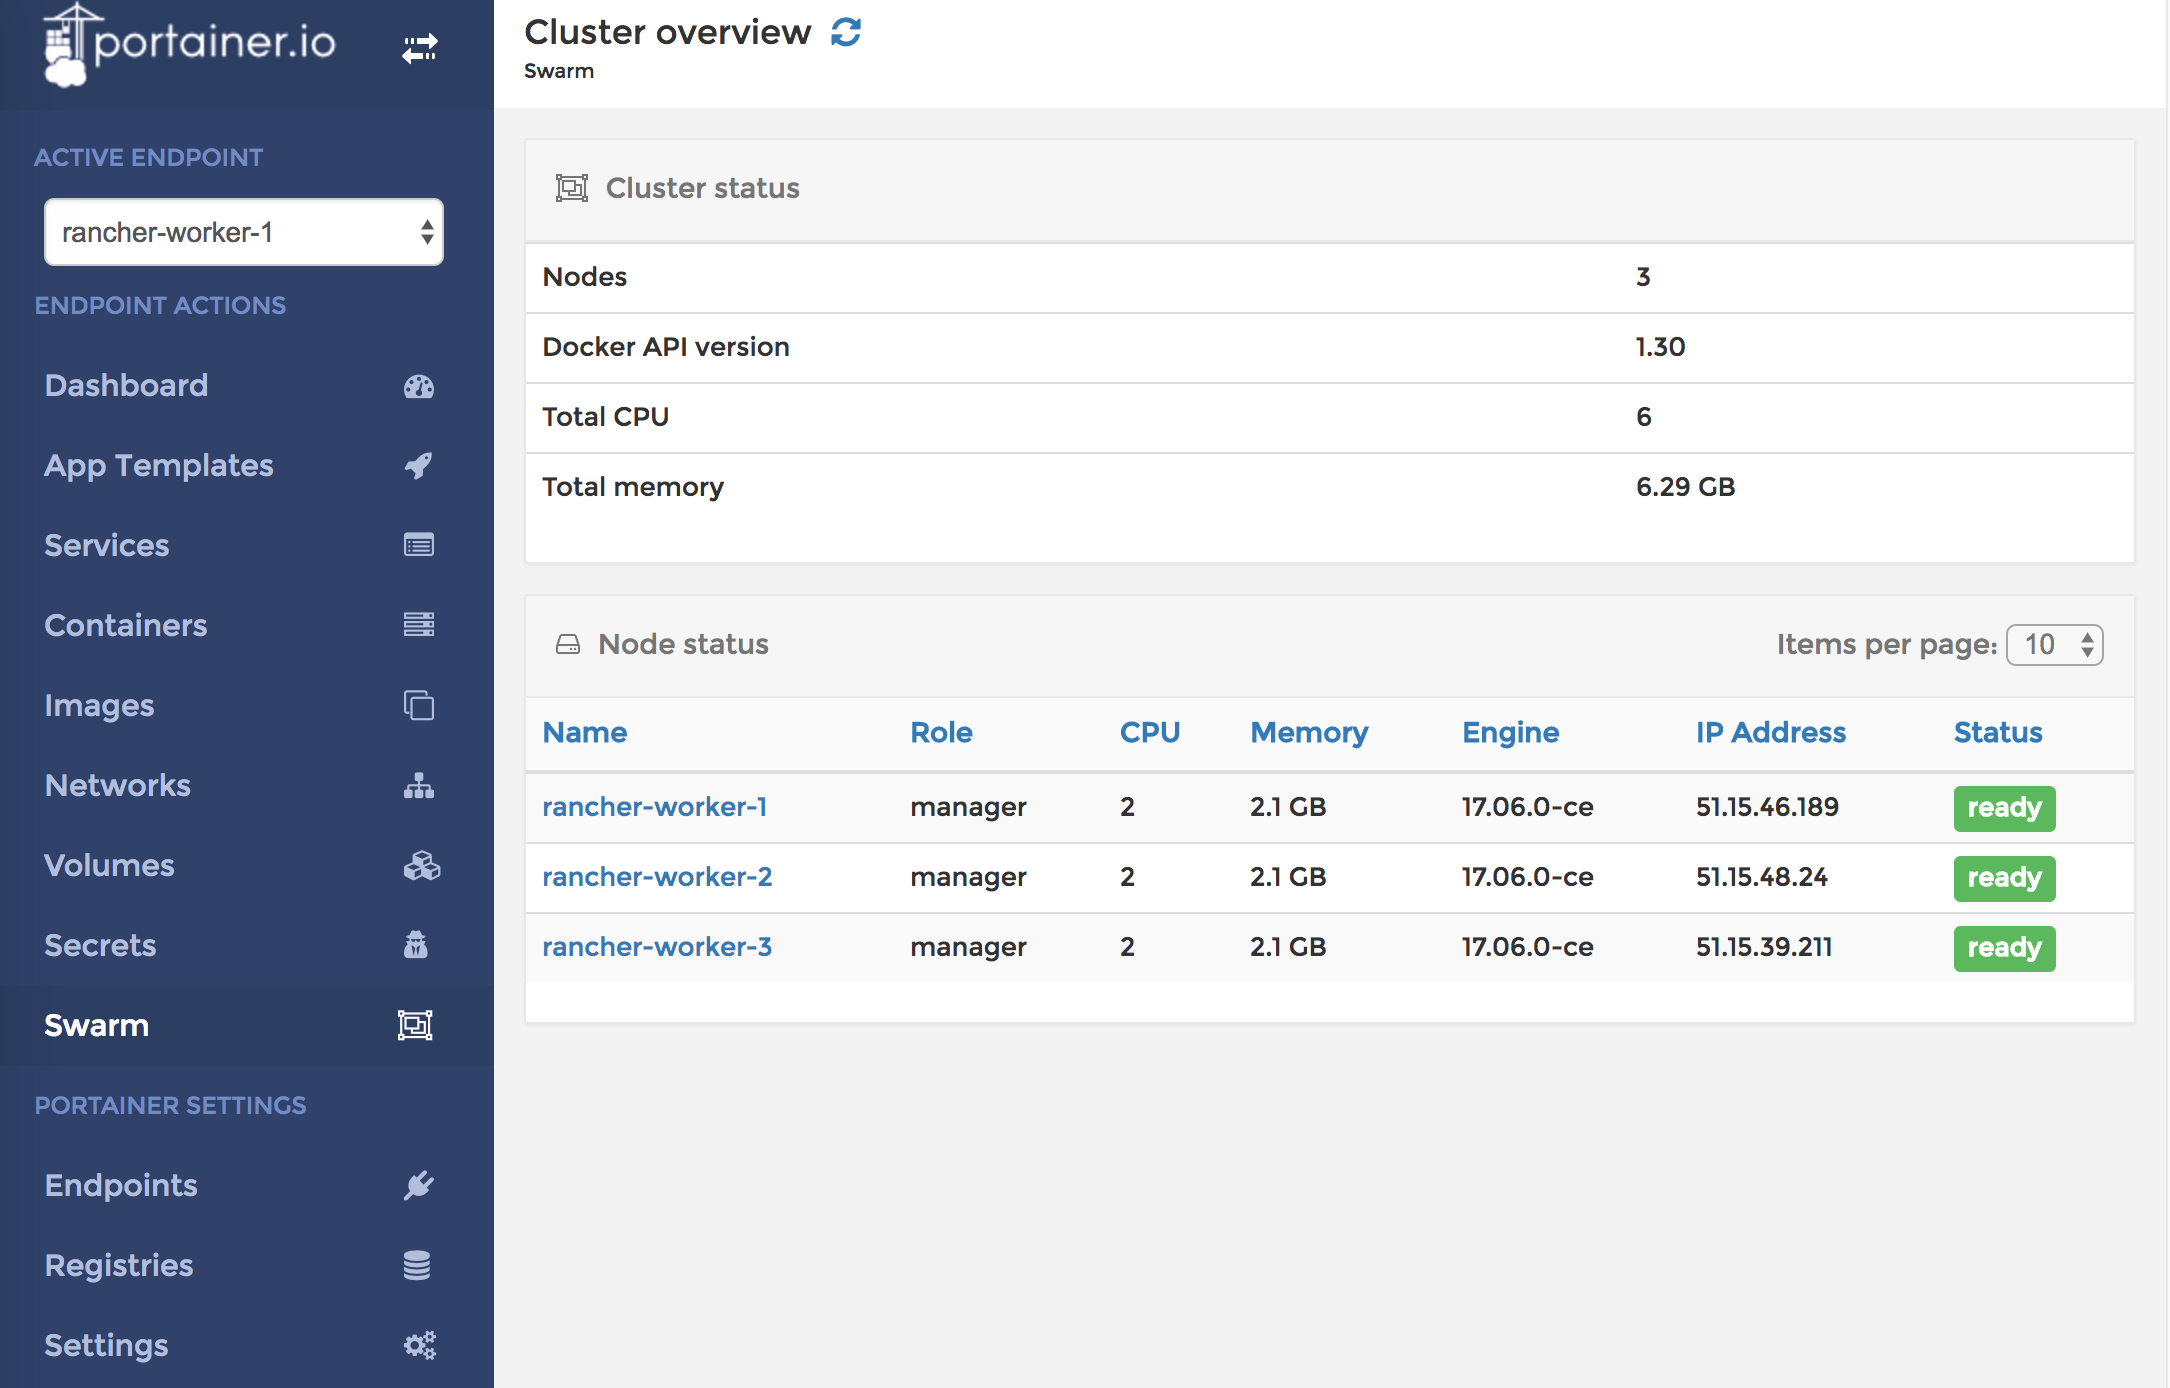 portainer.io
ACTIVE ENDPOINT
rancher-worker-1
ENDPOINT ACTIONS
Dashboard
App Templates
Services
Containers
Images
Networks
Volumes
Secrets
Swarm
PORTAINER SETTINGS
Endpoints
Registries
Settings
Cluster overview
Swarm
Cluster status
Nodes 3
Docker API version 1.30
Total CPU 6
Total memory 6.29 GB
Node status Items per page: 10
Name Role CPU Memory Engine IP Address Status
rancher-worker-1 manager 2 2.1 GB 17.06.0-ce 51.15.46.189 ready
rancher-worker-2 manager 2 2.1 GB 17.06.0-ce 51.15.48.24 ready
rancher-worker-3 manager 2 2.1 GB 17.06.0-ce 51.15.39.211 ready